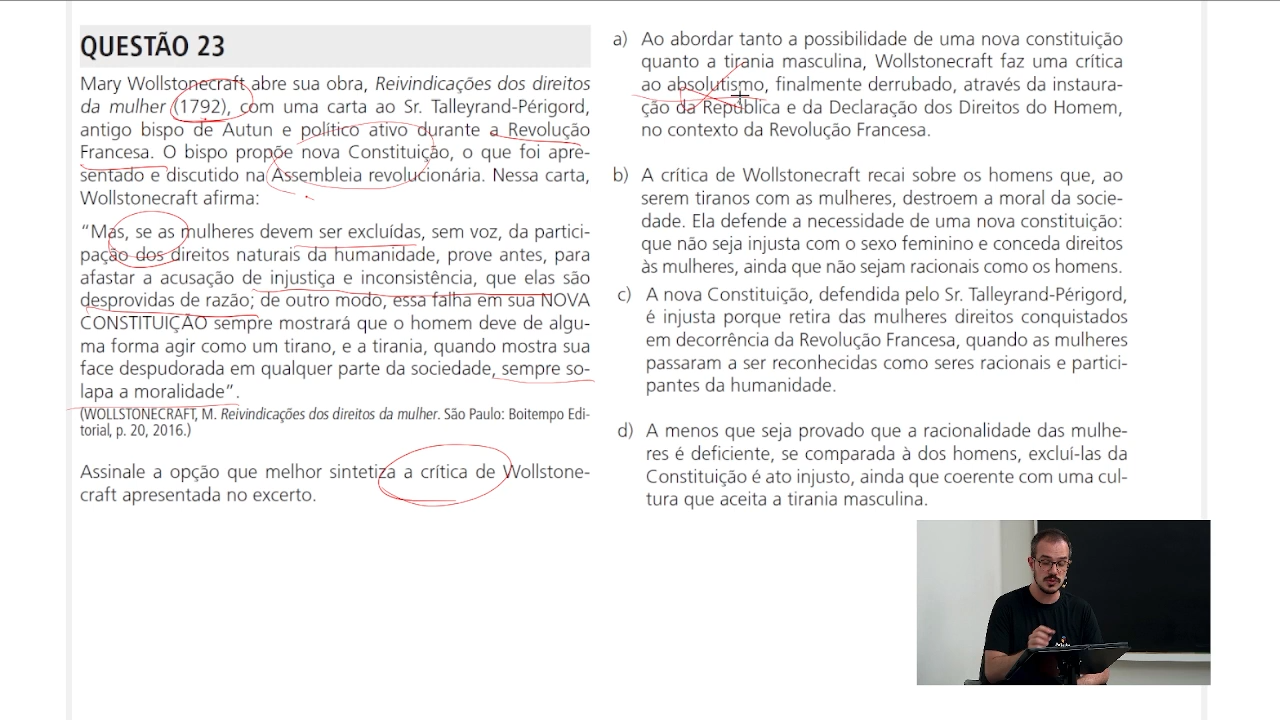 QUESTÃO 23
Mary Wollstonecraft abre sua obra, Reivindicações dos direitos
da mulher (1792), com uma carta ao Sr. Talleyrand-Périgord,
antigo bispo de Autun e político ativo durante a Revolução
Francesa. O bispo propõe nova Constituição, o que foi apre-
sentado e discutido na Assembleia revolucionária. Nessa carta,
Wollstonecraft afirma:
“Mas, se as mulheres devem ser excluídas, sem voz, da partici-
pação dos direitos naturais da humanidade, prove antes, para
afastar a acusação de injustiça e inconsistência, que elas são
desprovidas de razão; de outro modo, essa falha em sua NOVA
CONSTITUIÇÃO sempre mostrará que o homem deve de algu-
ma forma agir como um tirano, e a tirania, quando mostra sua
face despudorada em qualquer parte da sociedade, sempre so-
lapa a moralidade”.
(WOLLSTONECRAFT, M. Reivindicações dos direitos da mulher. São Paulo: Boitempo Edi-
torial, p. 20, 2016.)
Assinale a opção que melhor sintetiza a crítica de Wollstone-
craft apresentada no excerto.
a) Ao abordar tanto a possibilidade de uma nova constituição
quanto a tirania masculina, Wollstonecraft faz uma crítica
ao absolutismo, finalmente derrubado, através da instaura-
ção da República e da Declaração dos Direitos do Homem,
no contexto da Revolução Francesa.
b) A crítica de Wollstonecraft recai sobre os homens que, ao
serem tiranos com as mulheres, destroem a moral da socie-
dade. Ela defende a necessidade de uma nova constituição:
que não seja injusta com o sexo feminino e conceda direitos
às mulheres, ainda que não sejam racionais como os homens.
c) A nova Constituição, defendida pelo Sr. Talleyrand-Périgord,
é injusta porque retira das mulheres direitos conquistados
em decorrência da Revolução Francesa, quando as mulheres
passaram a ser reconhecidas como seres racionais e partici-
pantes da humanidade.
d) A menos que seja provado que a racionalidade das mulhe-
res é deficiente, se comparada à dos homens, excluí-las da
Constituição é ato injusto, ainda que coerente com uma cul-
tura que aceita a tirania masculina.